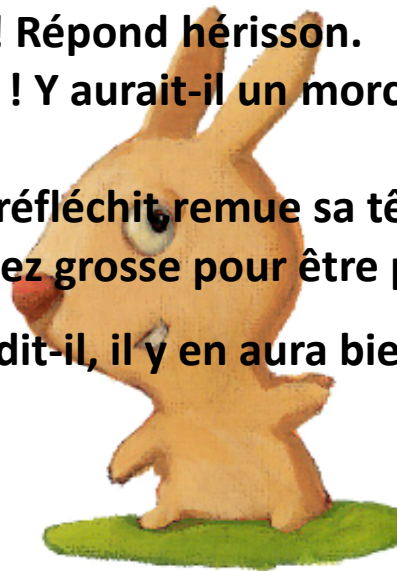 ! Répond hérisson.
! Y aurait-il un morc
réfléchit remue sa tê
ez grosse pour être p
dit-il, il y en aura bie